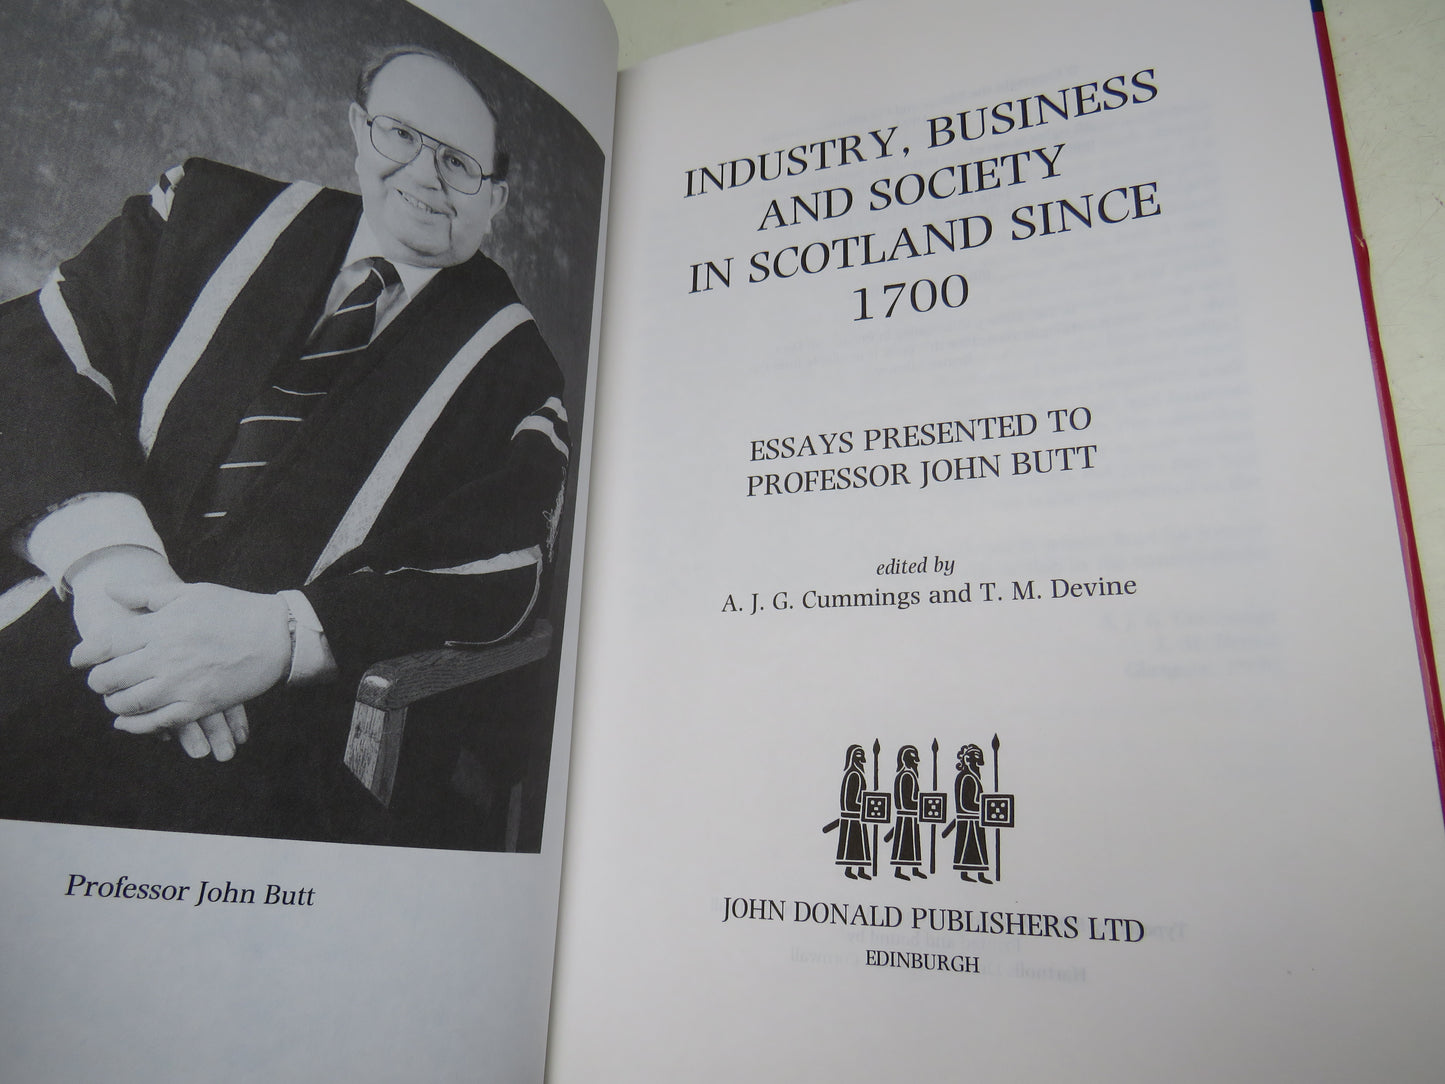 Professor John Butt
INDUSTRY, BUSINESS
AND SOCIETY
IN SCOTLAND SINCE
1700
ESSAYS PRESENTED TO
PROFESSOR JOHN BUTT
edited by
A. J. G. Cummings and T. M. Devine
JOHN DONALD PUBLISHERS LTD
EDINBURGH